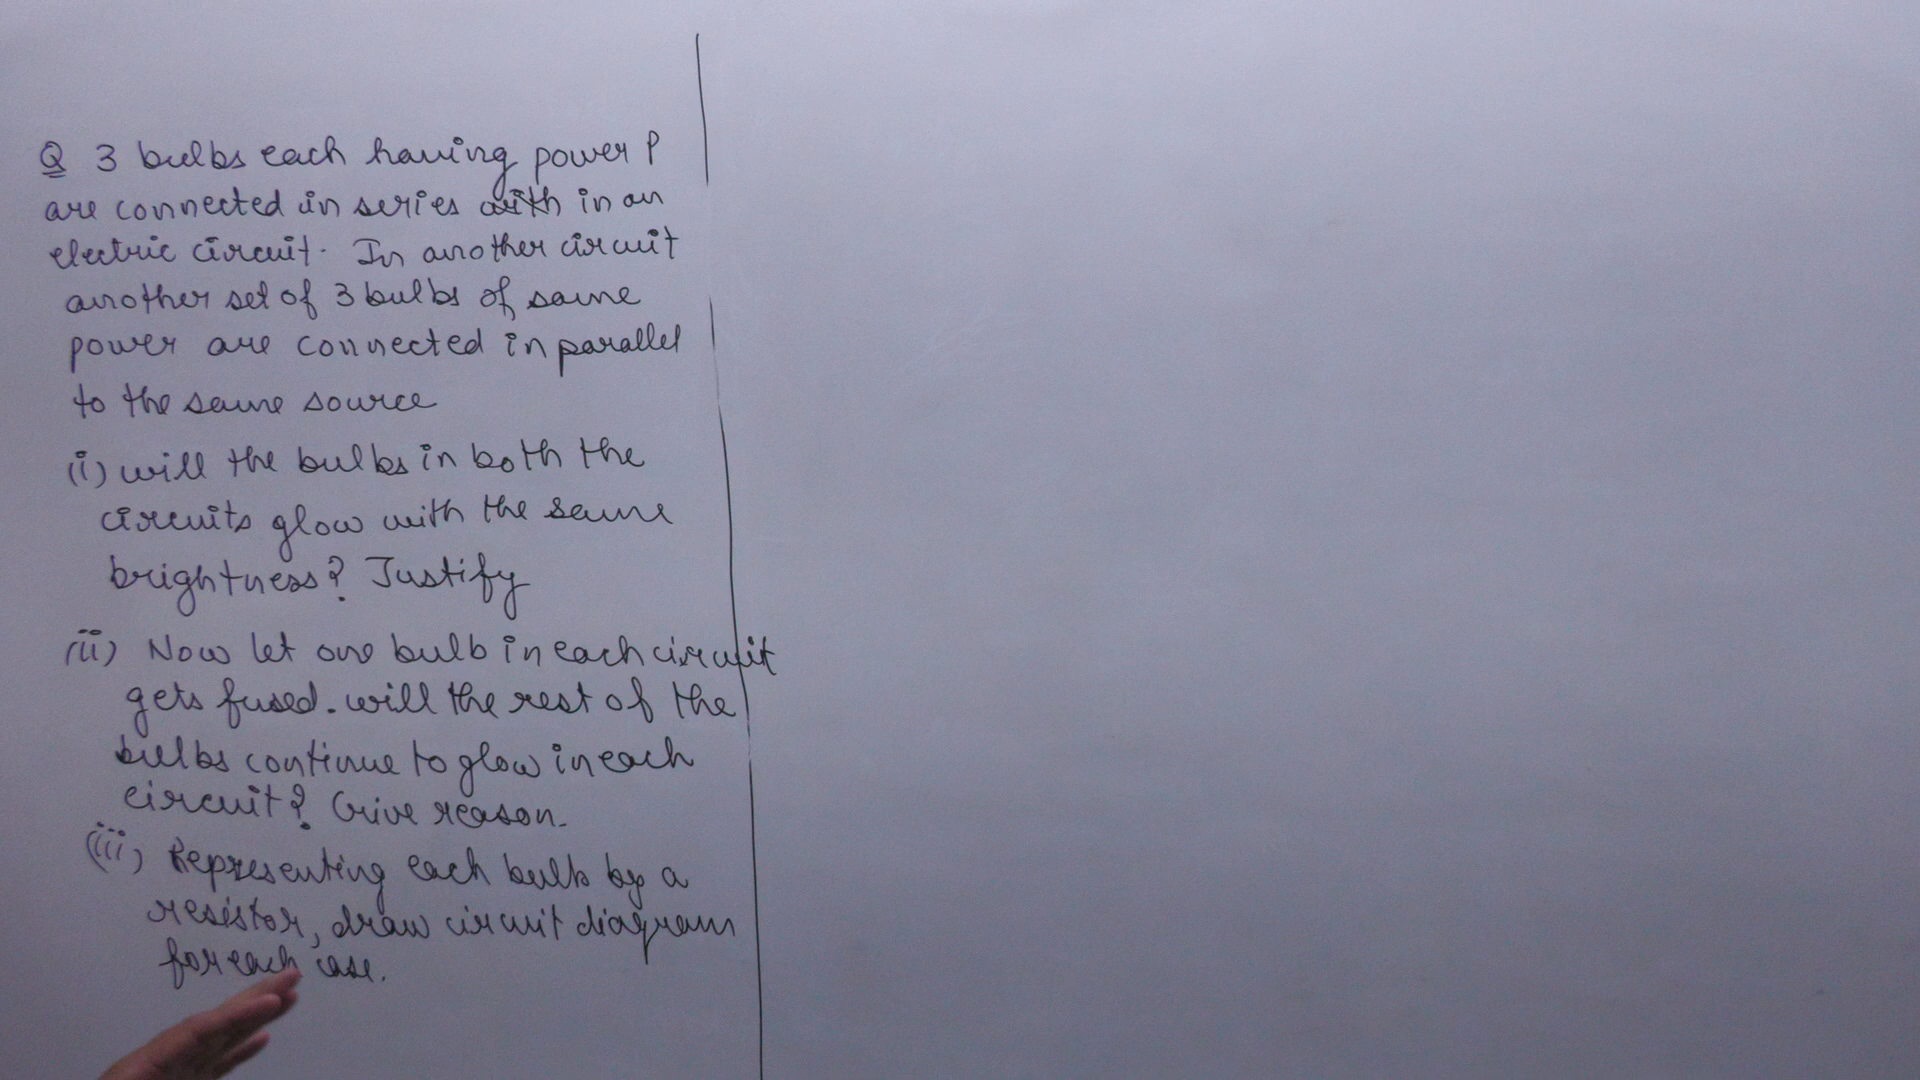 Q 3 bulbs each having power P
are connected in series with in an
electric circuit. In another circuit
another set of 3 bulbs of same
power are connected in parallel
to the same source
(i) will the bulbs in both the
circuits glow with the same
brightness? Justify
(ii) Now let one bulb in each circuit
gets fused. will the rest of the
bulbs continue to glow in each
circuit? Give reason.
(iii) Representing each bulb by a
resistor, draw circuit diagram
for each case.